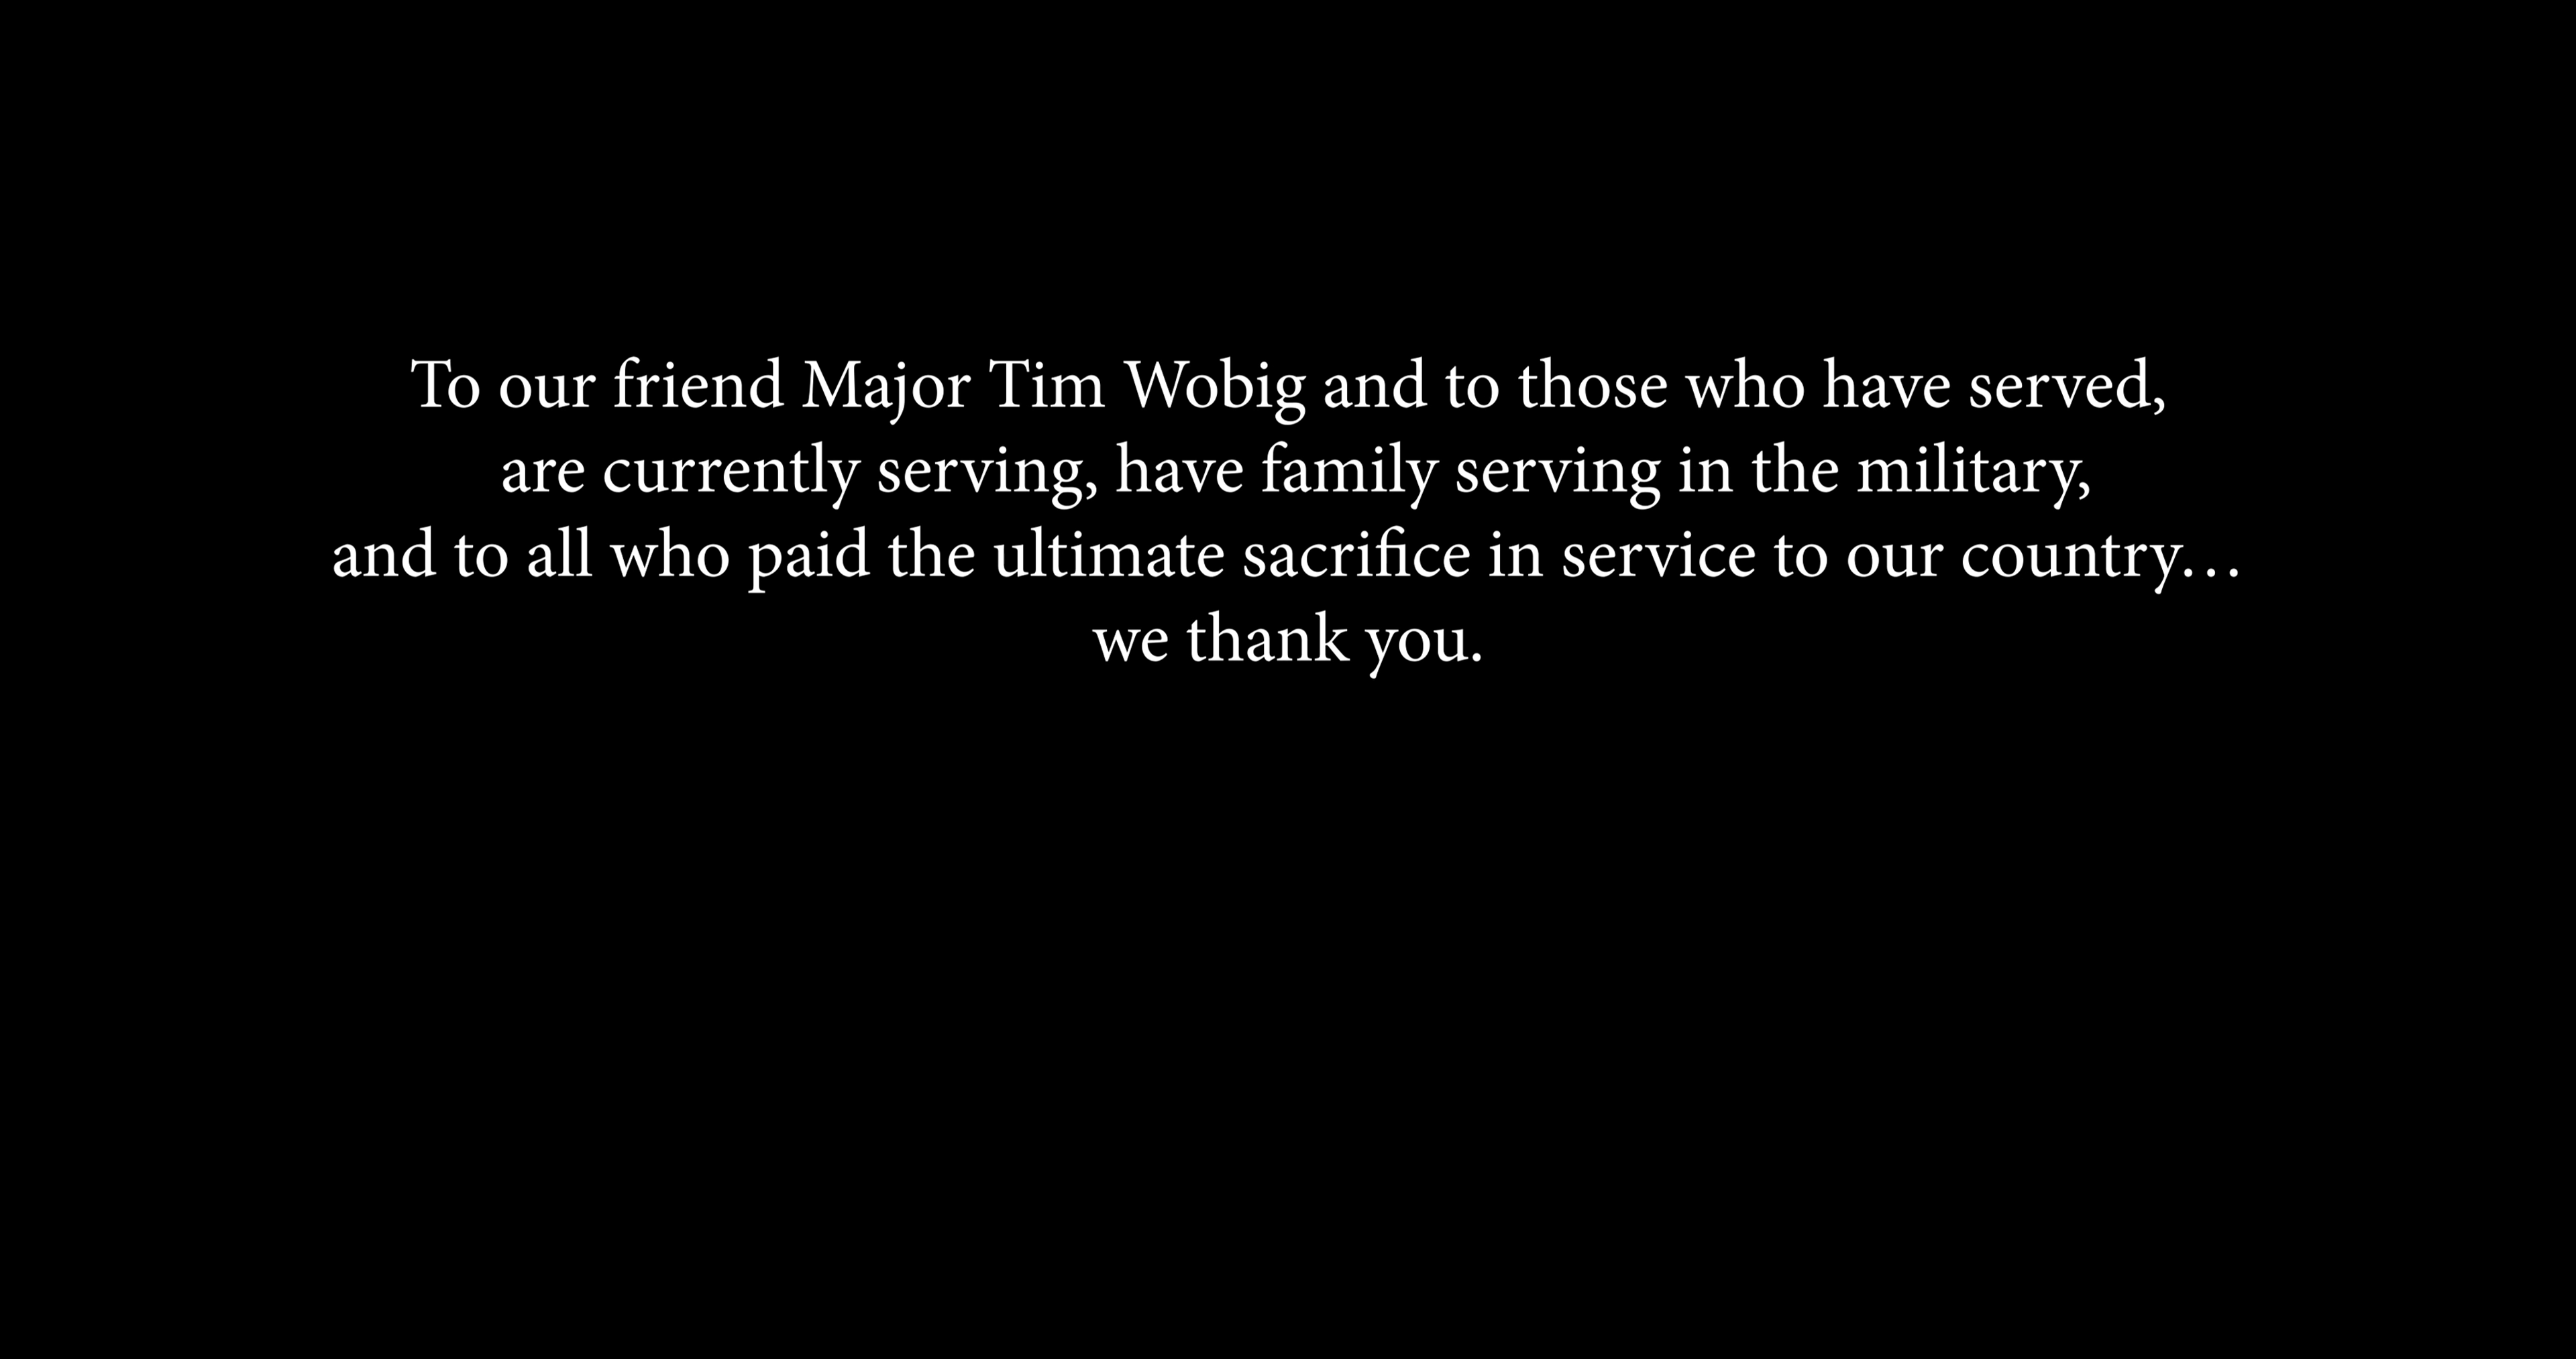 To our friend Major Tim Wobig and to those who have served,
are currently serving, have family serving in the military,
and to all who paid the ultimate sacrifice in service to our country…
we thank you.